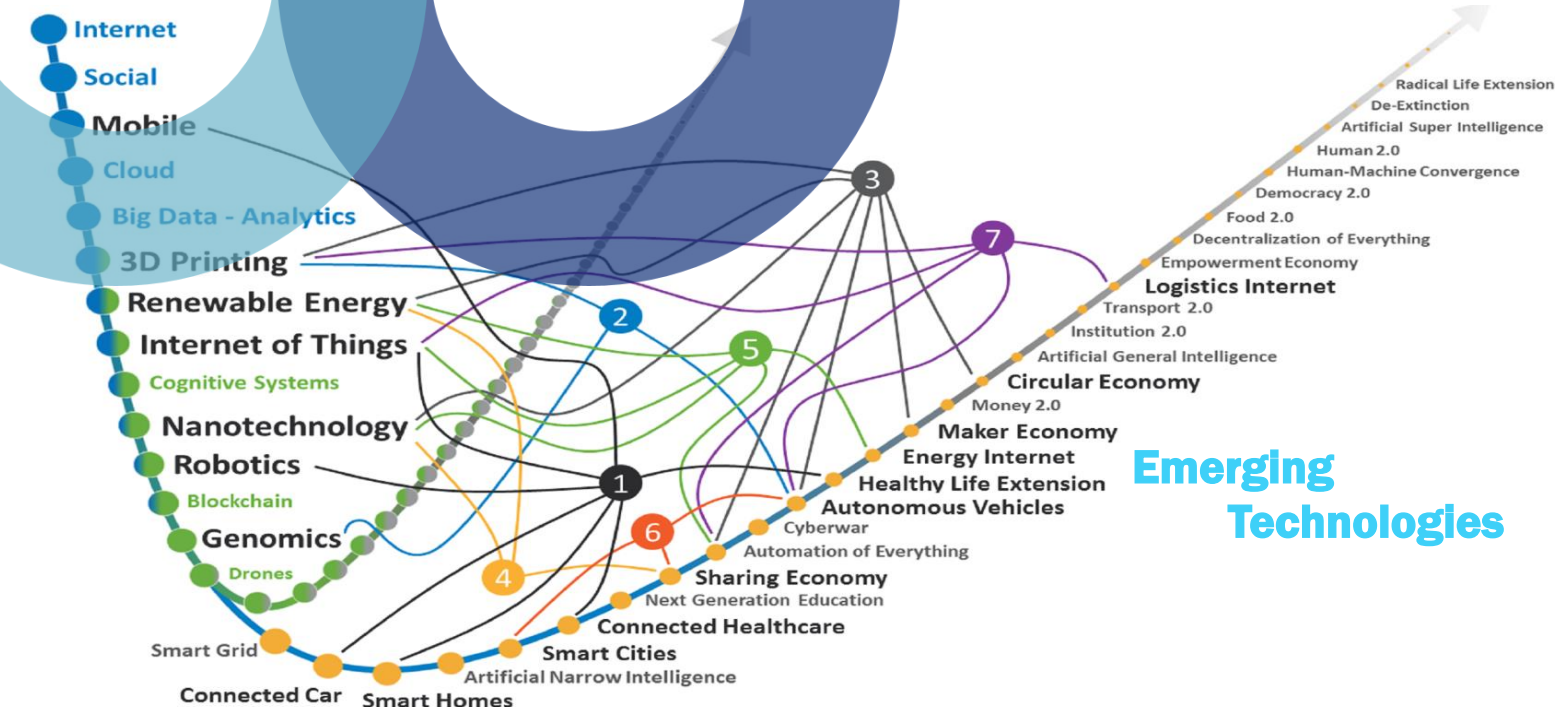 Internet
Social
Mobile
Cloud
Big Data - Analytics
3D Printing
Renewable Energy
Internet of Things
Cognitive Systems
Nanotechnology
Robotics
Blockchain
Genomics
Drones
Smart Grid
Connected Car
Smart Homes
Artificial Narrow Intelligence
Smart Cities
Connected Healthcare
Next Generation Education
Sharing Economy
Automation of Everything
Cyberwar
Autonomous Vehicles
Healthy Life Extension
Energy Internet
Maker Economy
Money 2.0
Circular Economy
Artificial General Intelligence
Institution 2.0
Transport 2.0
Logistics Internet
Empowerment Economy
Decentralization of Everything
Food 2.0
Democracy 2.0
Human-Machine Convergence
Human 2.0
Artificial Super Intelligence
De-Extinction
Radical Life Extension
3
7
2
5
1
6
4
Emerging
Technologies